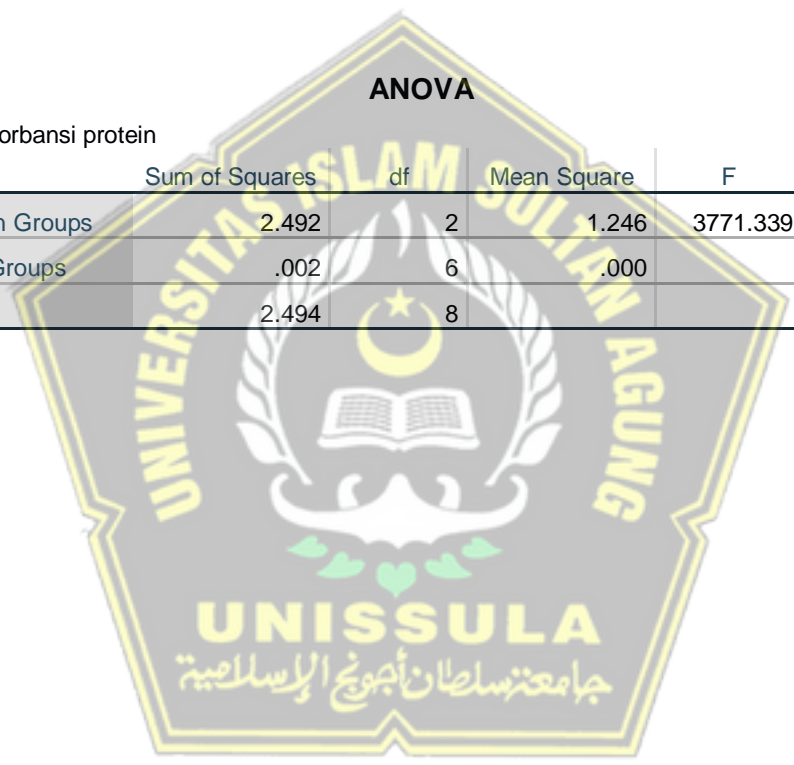 ANOVA
orbansi protein
Sum of Squares df Mean Square F
n Groups 2.492 2 1.246 3771.339
Groups .002 6 .000
2.494 8
UNIVERSITAS ISLAM SULTAN AGUNG
UNISSULA
جامعة سلطان أجونج الإسلامية